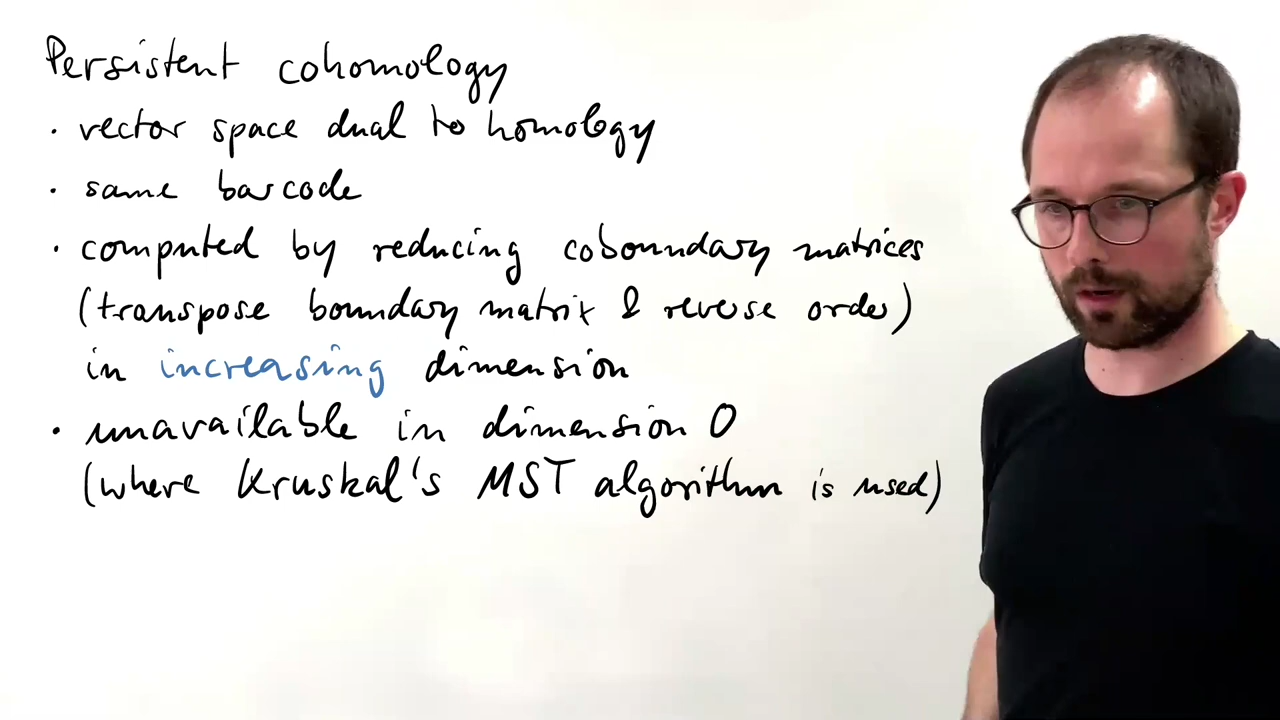 Persistent cohomology
· vector space dual to homology
· same barcode
· computed by reducing coboundary matrices
(transpose boundary matrix & reverse order)
in increasing dimension
· unavailable in dimension 0
(where Kruskal's MST algorithm is used)